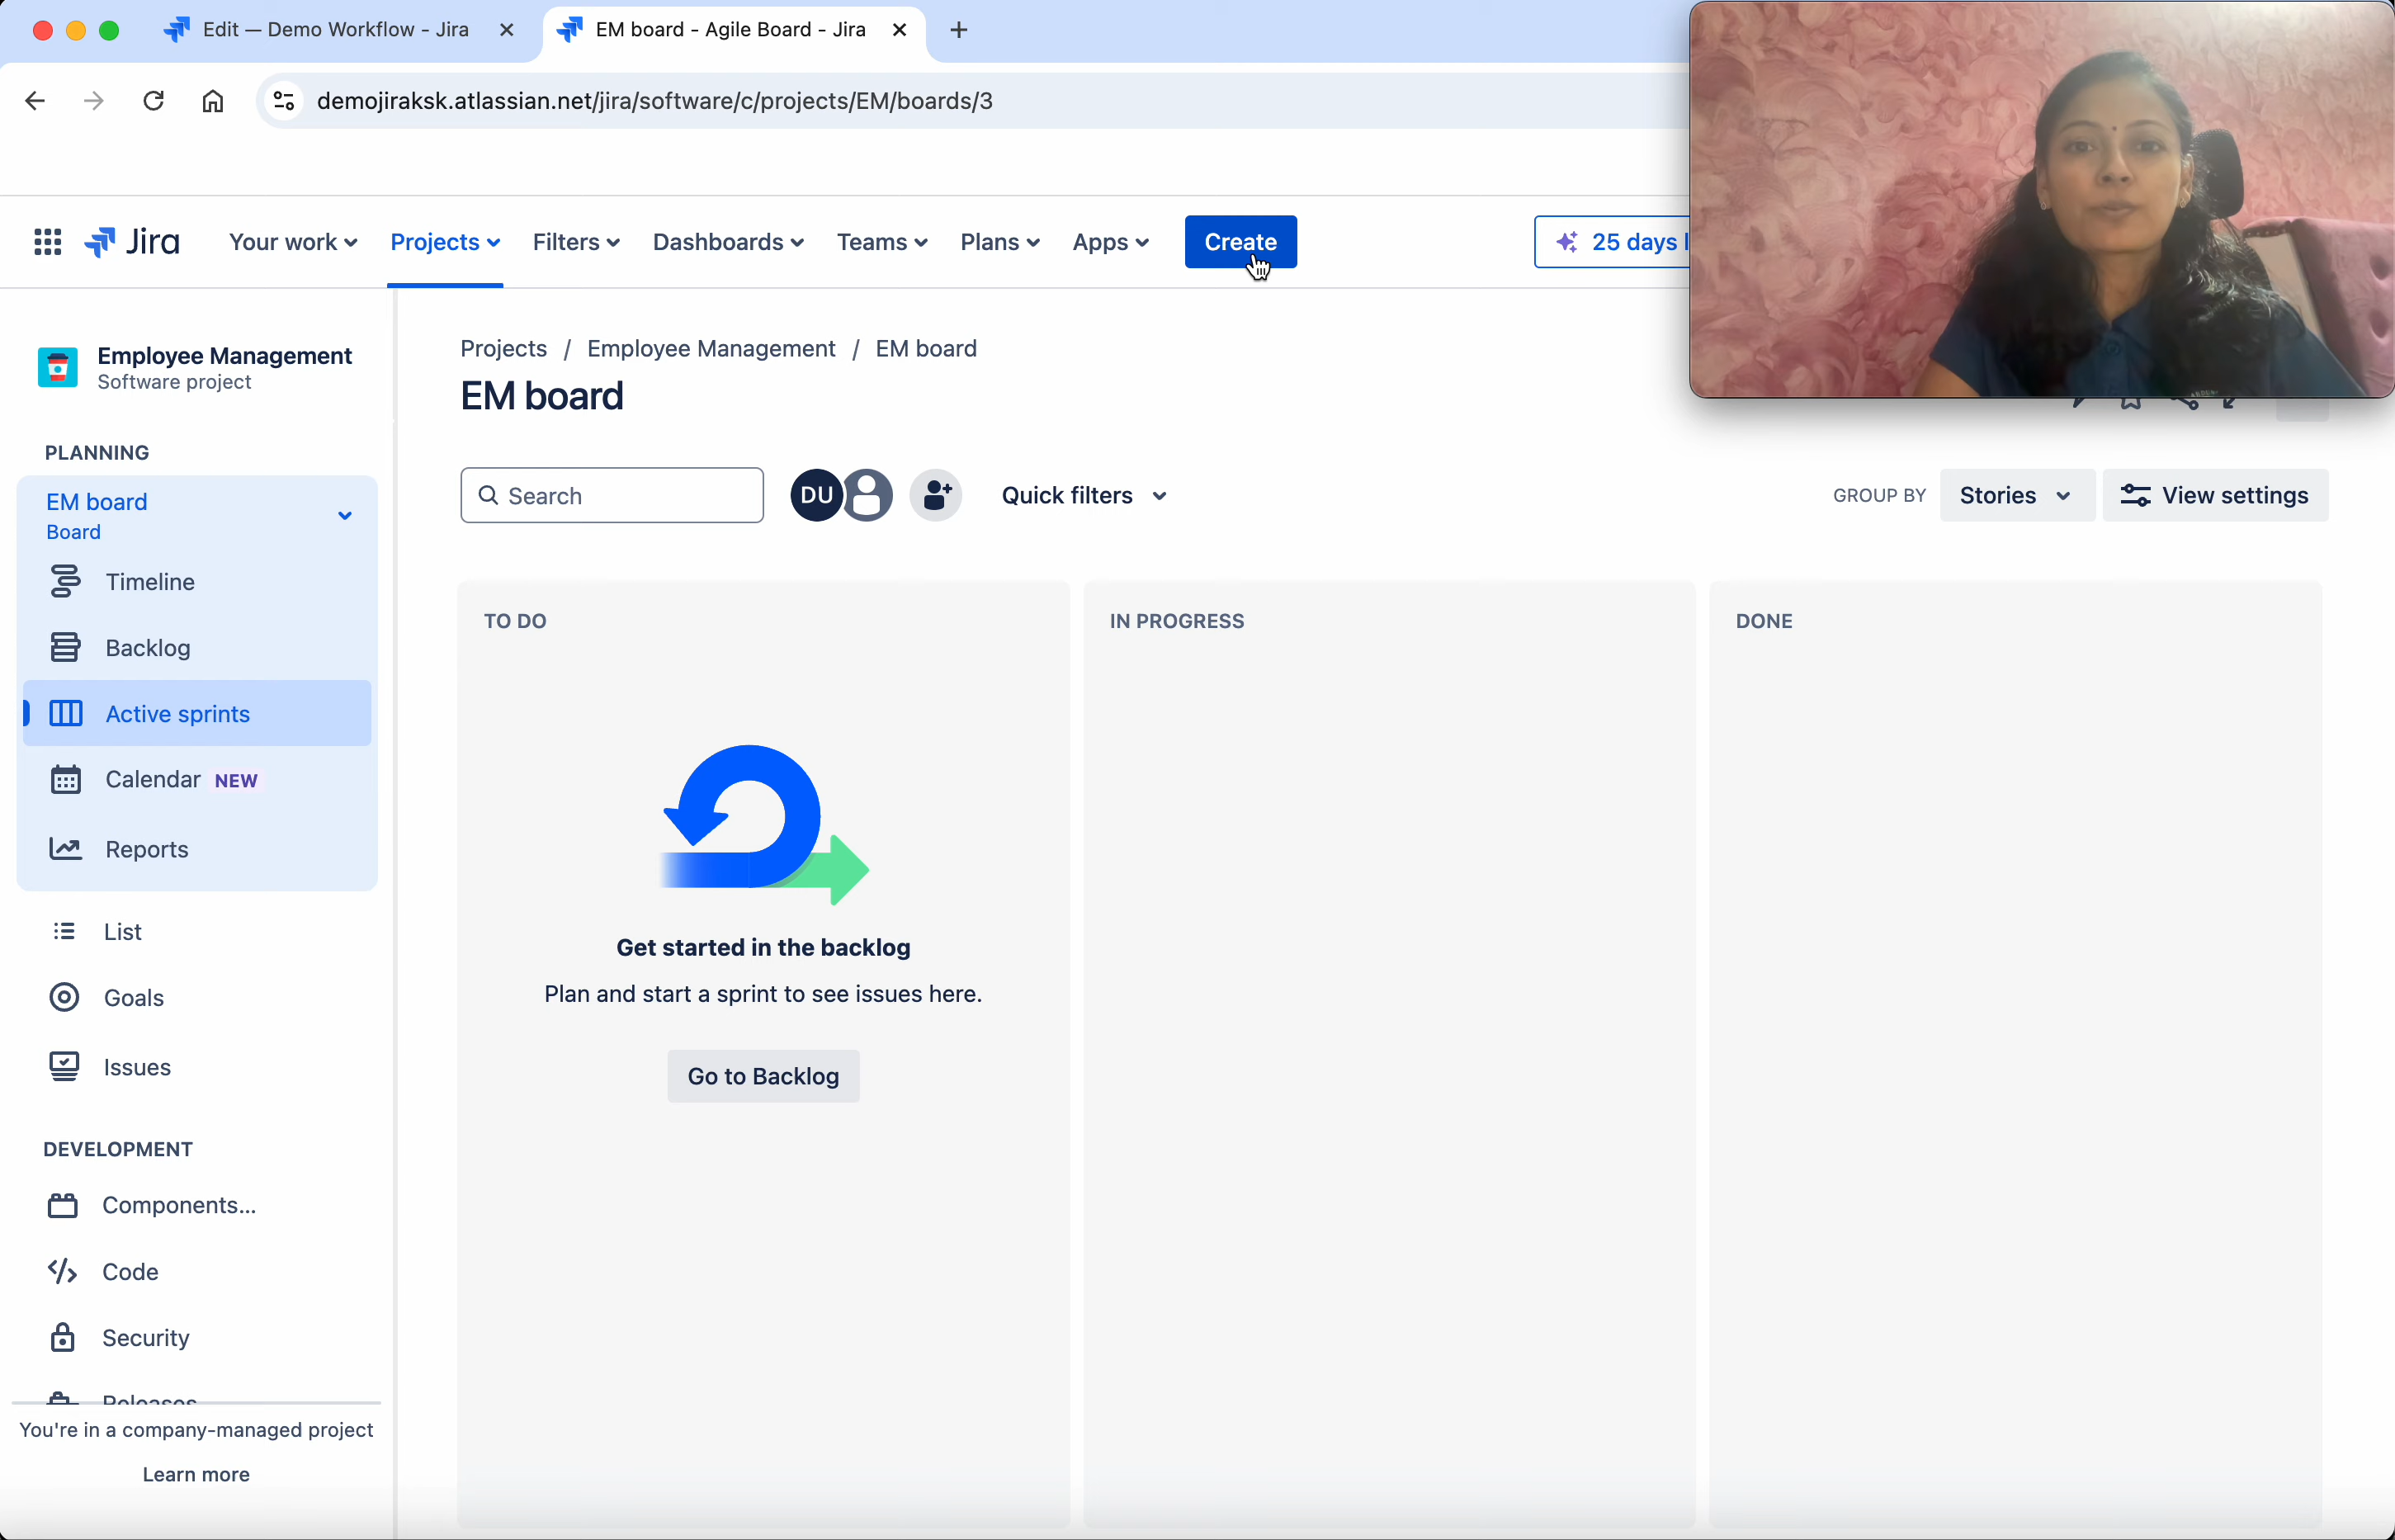 Edit — Demo Workflow - Jira
EM board - Agile Board - Jira
demojiraksk.atlassian.net/jira/software/c/projects/EM/boards/3
Jira
Your work
Projects
Filters
Dashboards
Teams
Plans
Apps
Create
25 days
Employee Management
Software project
Projects / Employee Management / EM board
EM board
PLANNING
EM board
Board
Timeline
Backlog
Active sprints
Calendar NEW
Reports
List
Goals
Issues
DEVELOPMENT
Components...
Code
Security
Releases
You're in a company-managed project
Learn more
Search
DU
Quick filters
GROUP BY
Stories
View settings
TO DO
IN PROGRESS
DONE
Get started in the backlog
Plan and start a sprint to see issues here.
Go to Backlog